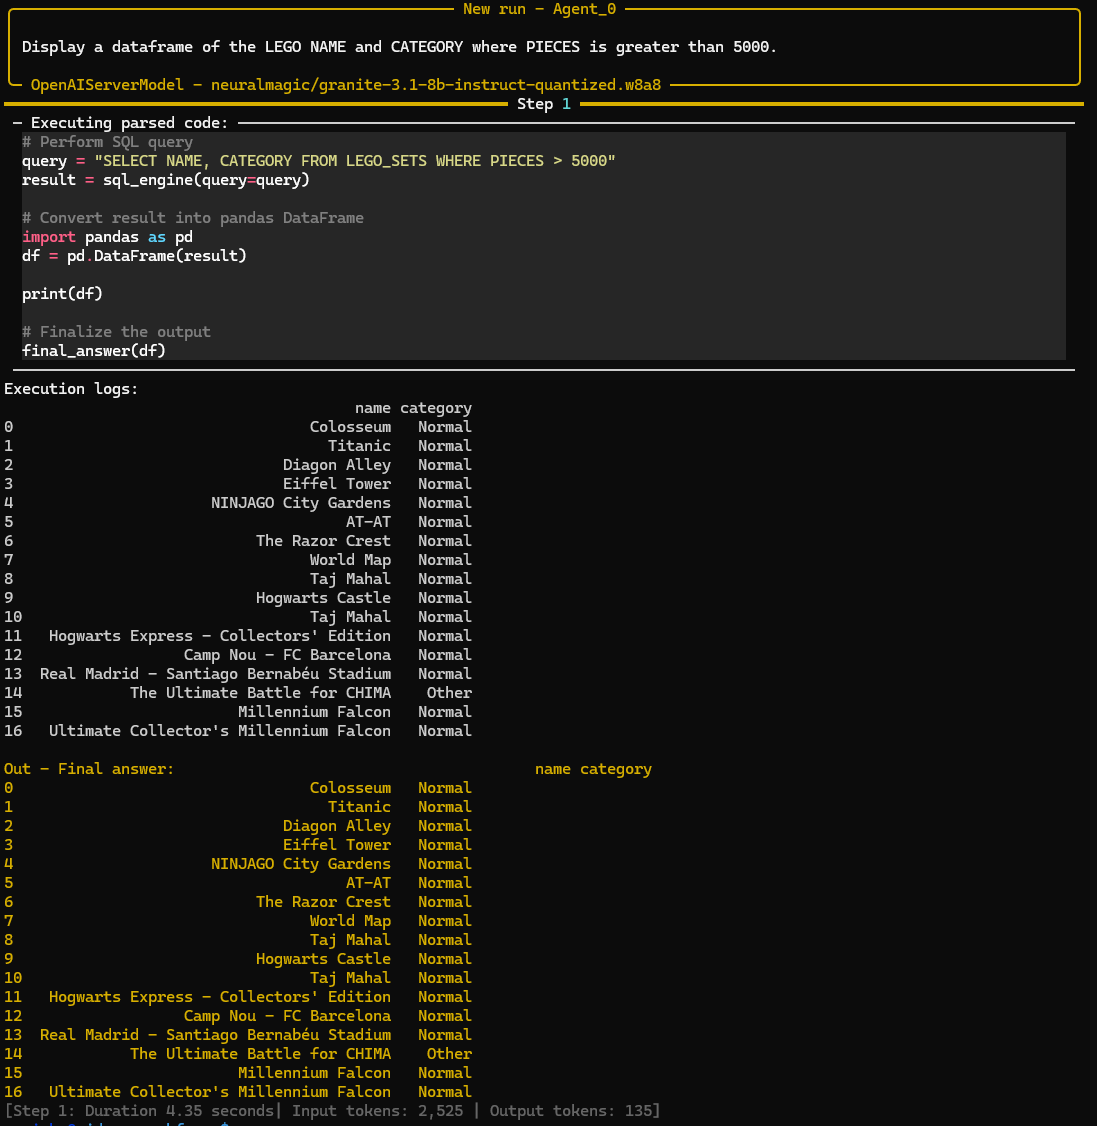 New run - Agent_0
Display a dataframe of the LEGO NAME and CATEGORY where PIECES is greater than 5000.
OpenAIServerModel - neuralmagic/granite-3.1-8b-instruct-quantized.w8a8
Step 1
Executing parsed code:
# Perform SQL query
query = "SELECT NAME, CATEGORY FROM LEGO_SETS WHERE PIECES > 5000"
result = sql_engine(query=query)
# Convert result into pandas DataFrame
import pandas as pd
df = pd.DataFrame(result)
print(df)
# Finalize the output
final_answer(df)
Execution logs:
name category
0 Colosseum Normal
1 Titanic Normal
2 Diagon Alley Normal
3 Eiffel Tower Normal
4 NINJAGO City Gardens Normal
5 AT-AT Normal
6 The Razor Crest Normal
7 World Map Normal
8 Taj Mahal Normal
9 Hogwarts Castle Normal
10 Taj Mahal Normal
11 Hogwarts Express - Collectors' Edition Normal
12 Camp Nou - FC Barcelona Normal
13 Real Madrid - Santiago Bernabéu Stadium Normal
14 The Ultimate Battle for CHIMA Other
15 Millennium Falcon Normal
16 Ultimate Collector's Millennium Falcon Normal
Out - Final answer: name category
0 Colosseum Normal
1 Titanic Normal
2 Diagon Alley Normal
3 Eiffel Tower Normal
4 NINJAGO City Gardens Normal
5 AT-AT Normal
6 The Razor Crest Normal
7 World Map Normal
8 Taj Mahal Normal
9 Hogwarts Castle Normal
10 Taj Mahal Normal
11 Hogwarts Express - Collectors' Edition Normal
12 Camp Nou - FC Barcelona Normal
13 Real Madrid - Santiago Bernabéu Stadium Normal
14 The Ultimate Battle for CHIMA Other
15 Millennium Falcon Normal
16 Ultimate Collector's Millennium Falcon Normal
[Step 1: Duration 4.35 seconds| Input tokens: 2,525 | Output tokens: 135]